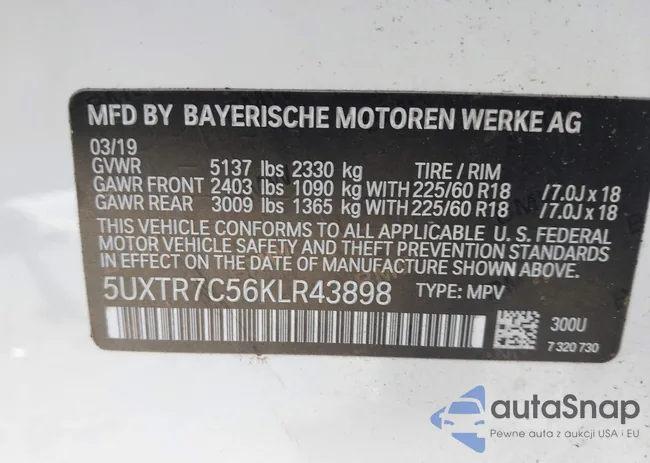 MFD BY BAYERISCHE MOTOREN WERKE AG
03/19
GVWR 5137 lbs 2330 kg TIRE / RIM
GAWR FRONT 2403 lbs 1090 kg WITH 225/60 R18 /7.0J x 18
GAWR REAR 3009 lbs 1365 kg WITH 225/60 R18 /7.0J x 18
THIS VEHICLE CONFORMS TO ALL APPLICABLE U. S. FEDERAL
MOTOR VEHICLE SAFETY AND THEFT PREVENTION STANDARDS
IN EFFECT ON THE DATE OF MANUFACTURE SHOWN ABOVE.
5UXTR7C56KLR43898 TYPE: MPV
300U
7 320 730
autoSnap
Pewne auta z aukcji USA i EU